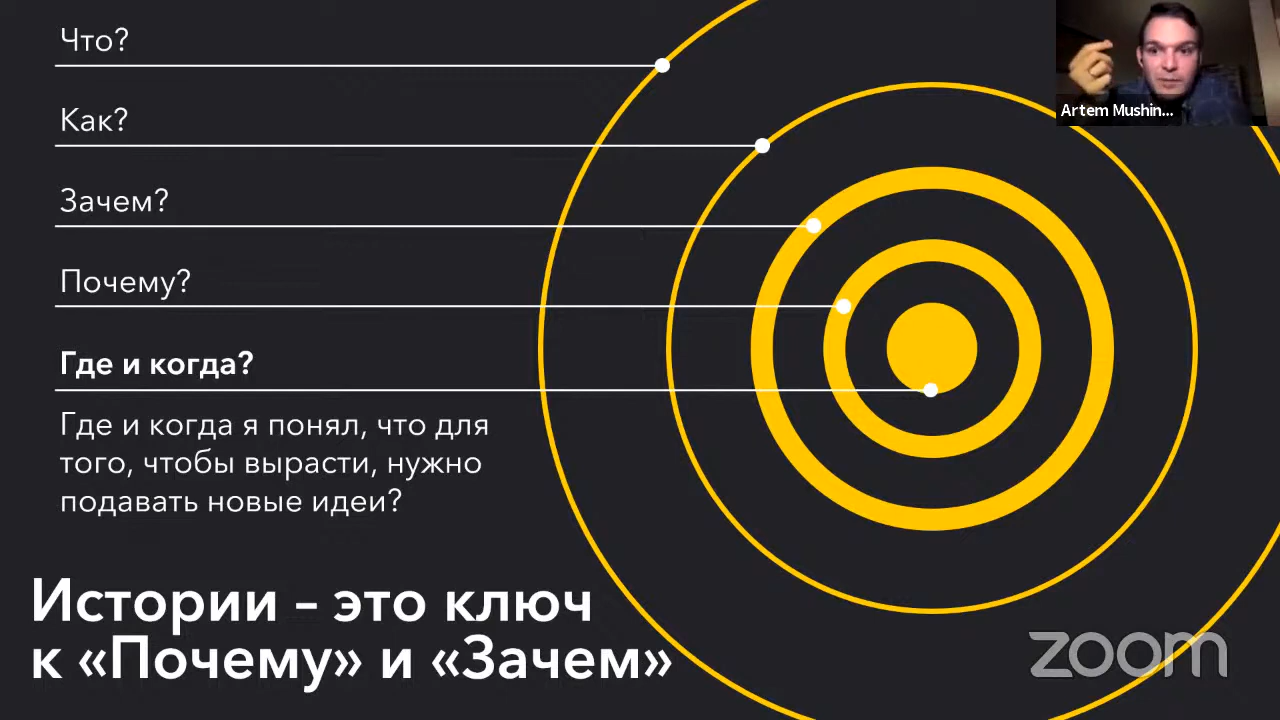 Что?
Как?
Зачем?
Почему?
Где и когда?
Где и когда я понял, что для
того, чтобы вырасти, нужно
подавать новые идеи?
Истории – это ключ
к «Почему» и «Зачем»
Artem Mushin...
zoom